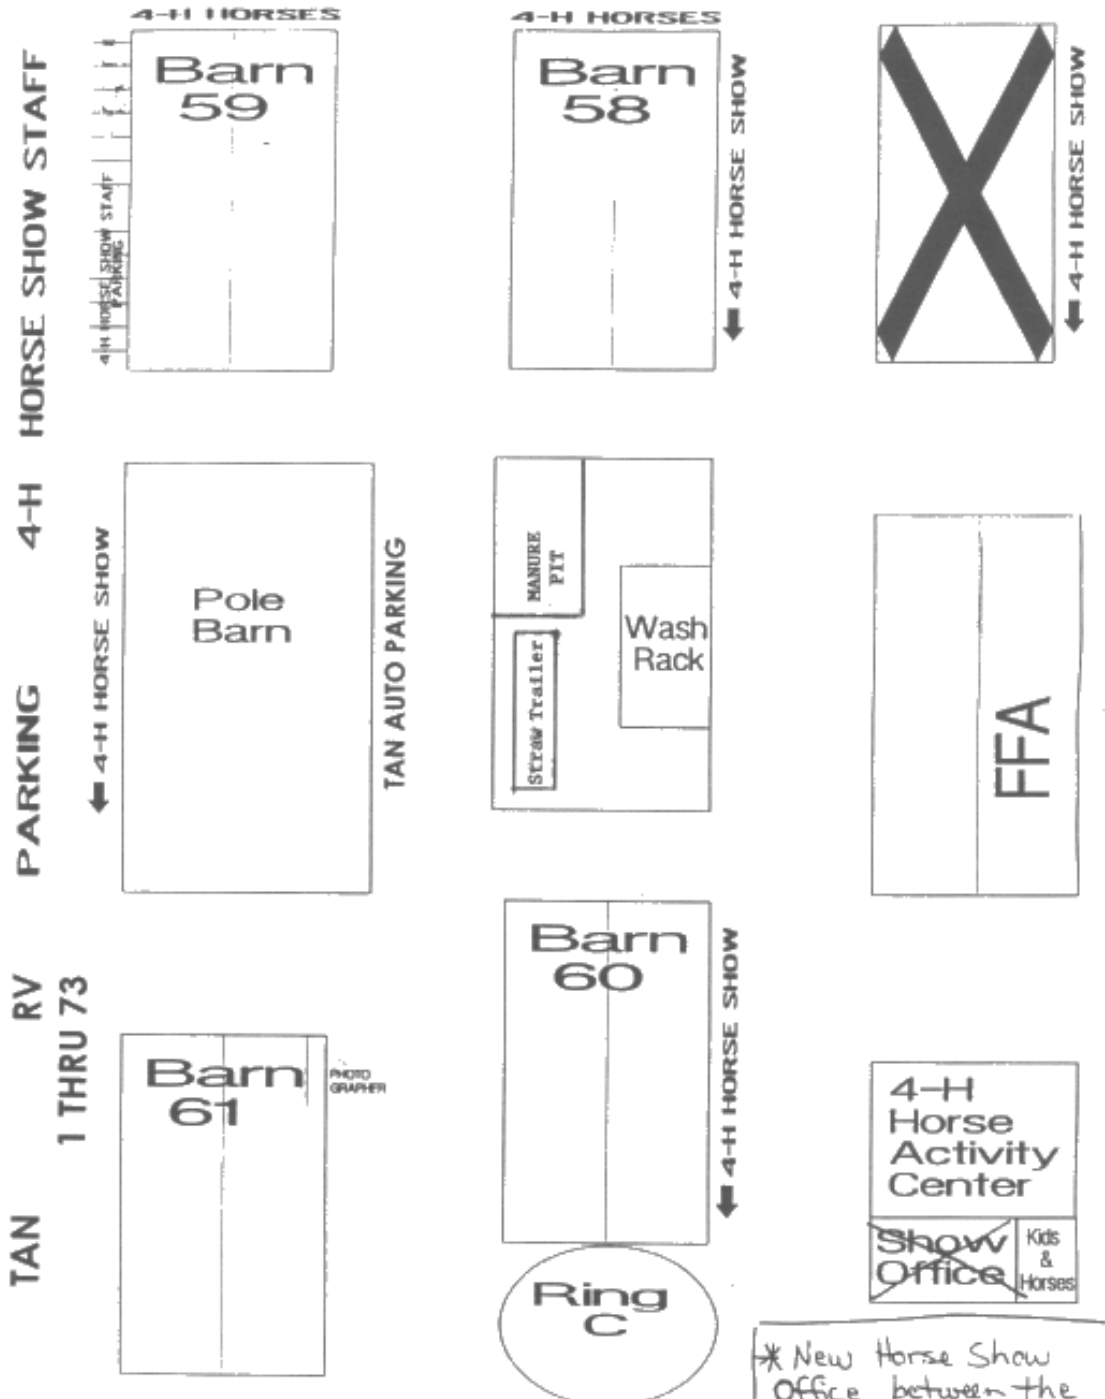 4-H HORSES
4-H HORSES
Barn
59
Barn
58
4-H HORSE SHOW
4-H HORSE SHOW
4-H HORSE SHOW STAFF
PARKING
TAN RV PARKING 4-H HORSE SHOW STAFF
1 THRU 73
4-H HORSE SHOW
Pole
Barn
TAN AUTO PARKING
MANURE
PIT
Straw Trailer
Wash
Rack
FFA
Barn
60
4-H HORSE SHOW
Barn
61
PHOTO
GRAPHER
4-H
Horse
Activity
Center
Show
Office
Kids
&
Horses
Ring
C
* New Horse Show
Office between the